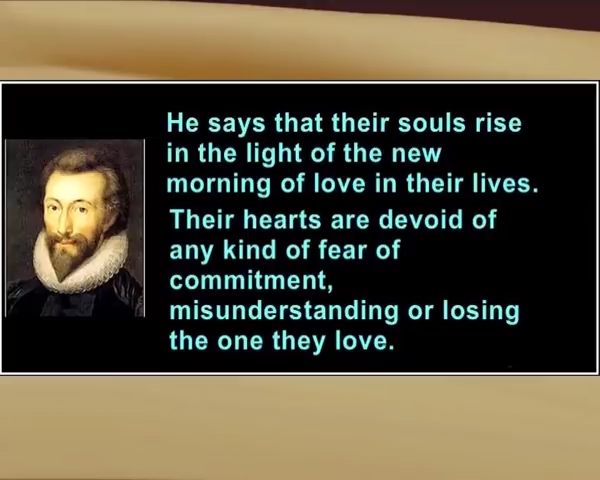 He says that their souls rise
in the light of the new
morning of love in their lives.
Their hearts are devoid of
any kind of fear of
commitment,
misunderstanding or losing
the one they love.